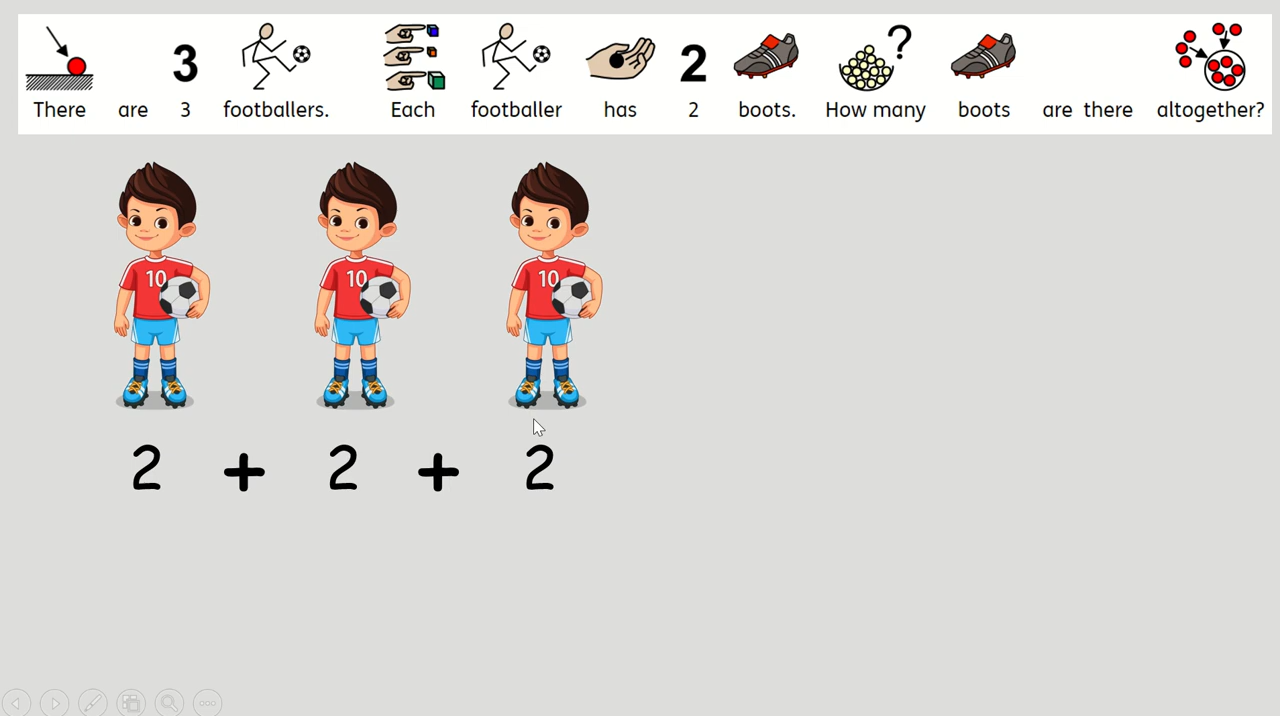 3 2
There are 3 footballers. Each footballer has 2 boots. How many boots are there altogether?
10 10 10
2 + 2 + 2